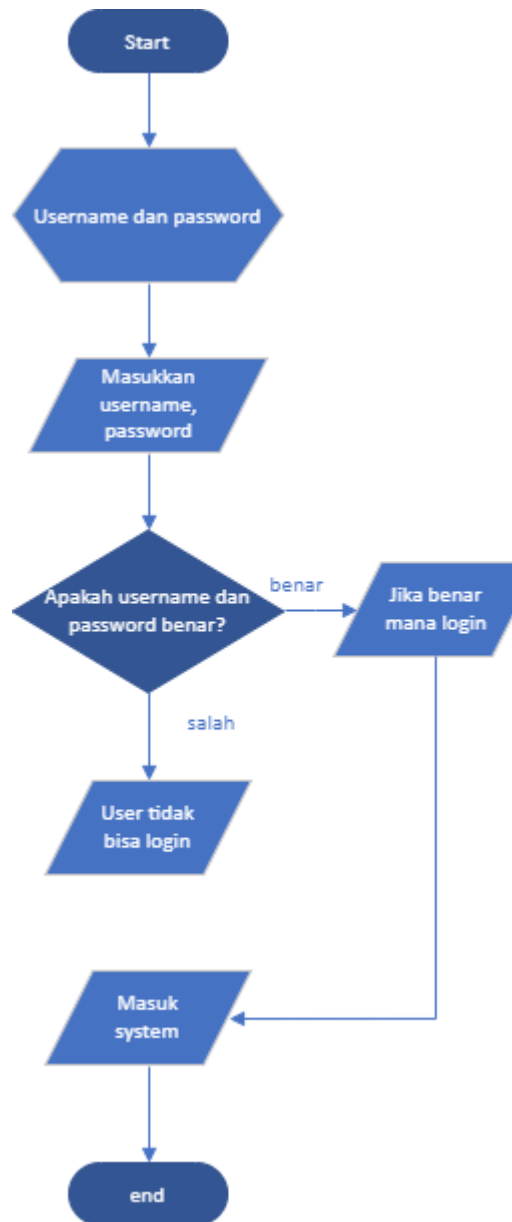 Start
Username dan password
Masukkan
username,
password
Apakah username dan
password benar?
benar
Jika benar
mana login
salah
User tidak
bisa login
Masuk
system
end